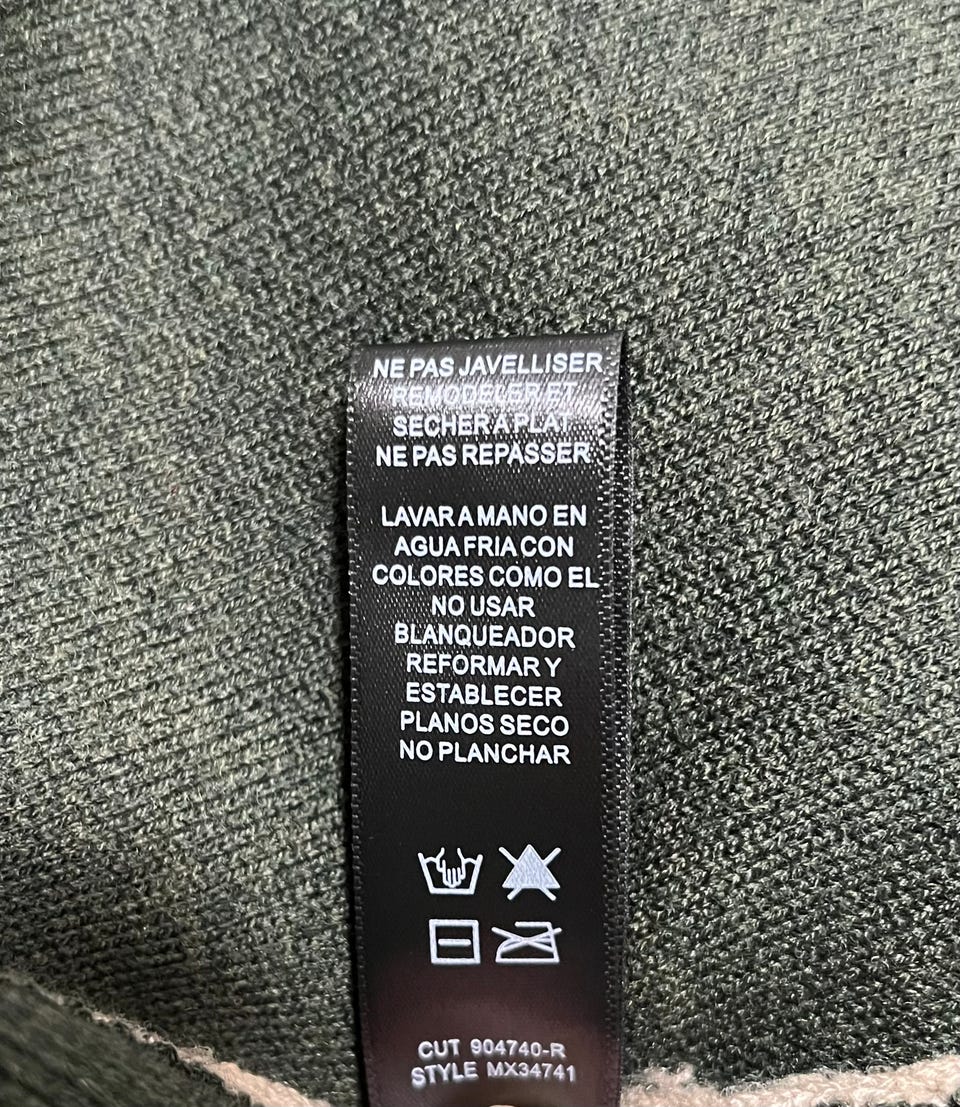 NE PAS JAVELLISER
REMODELER ET
SECHER A PLAT
NE PAS REPASSER
LAVAR A MANO EN
AGUA FRIA CON
COLORES COMO EL
NO USAR
BLANQUEADOR
REFORMAR Y
ESTABLECER
PLANOS SECO
NO PLANCHAR
CUT 904740-R
STYLE MX34741